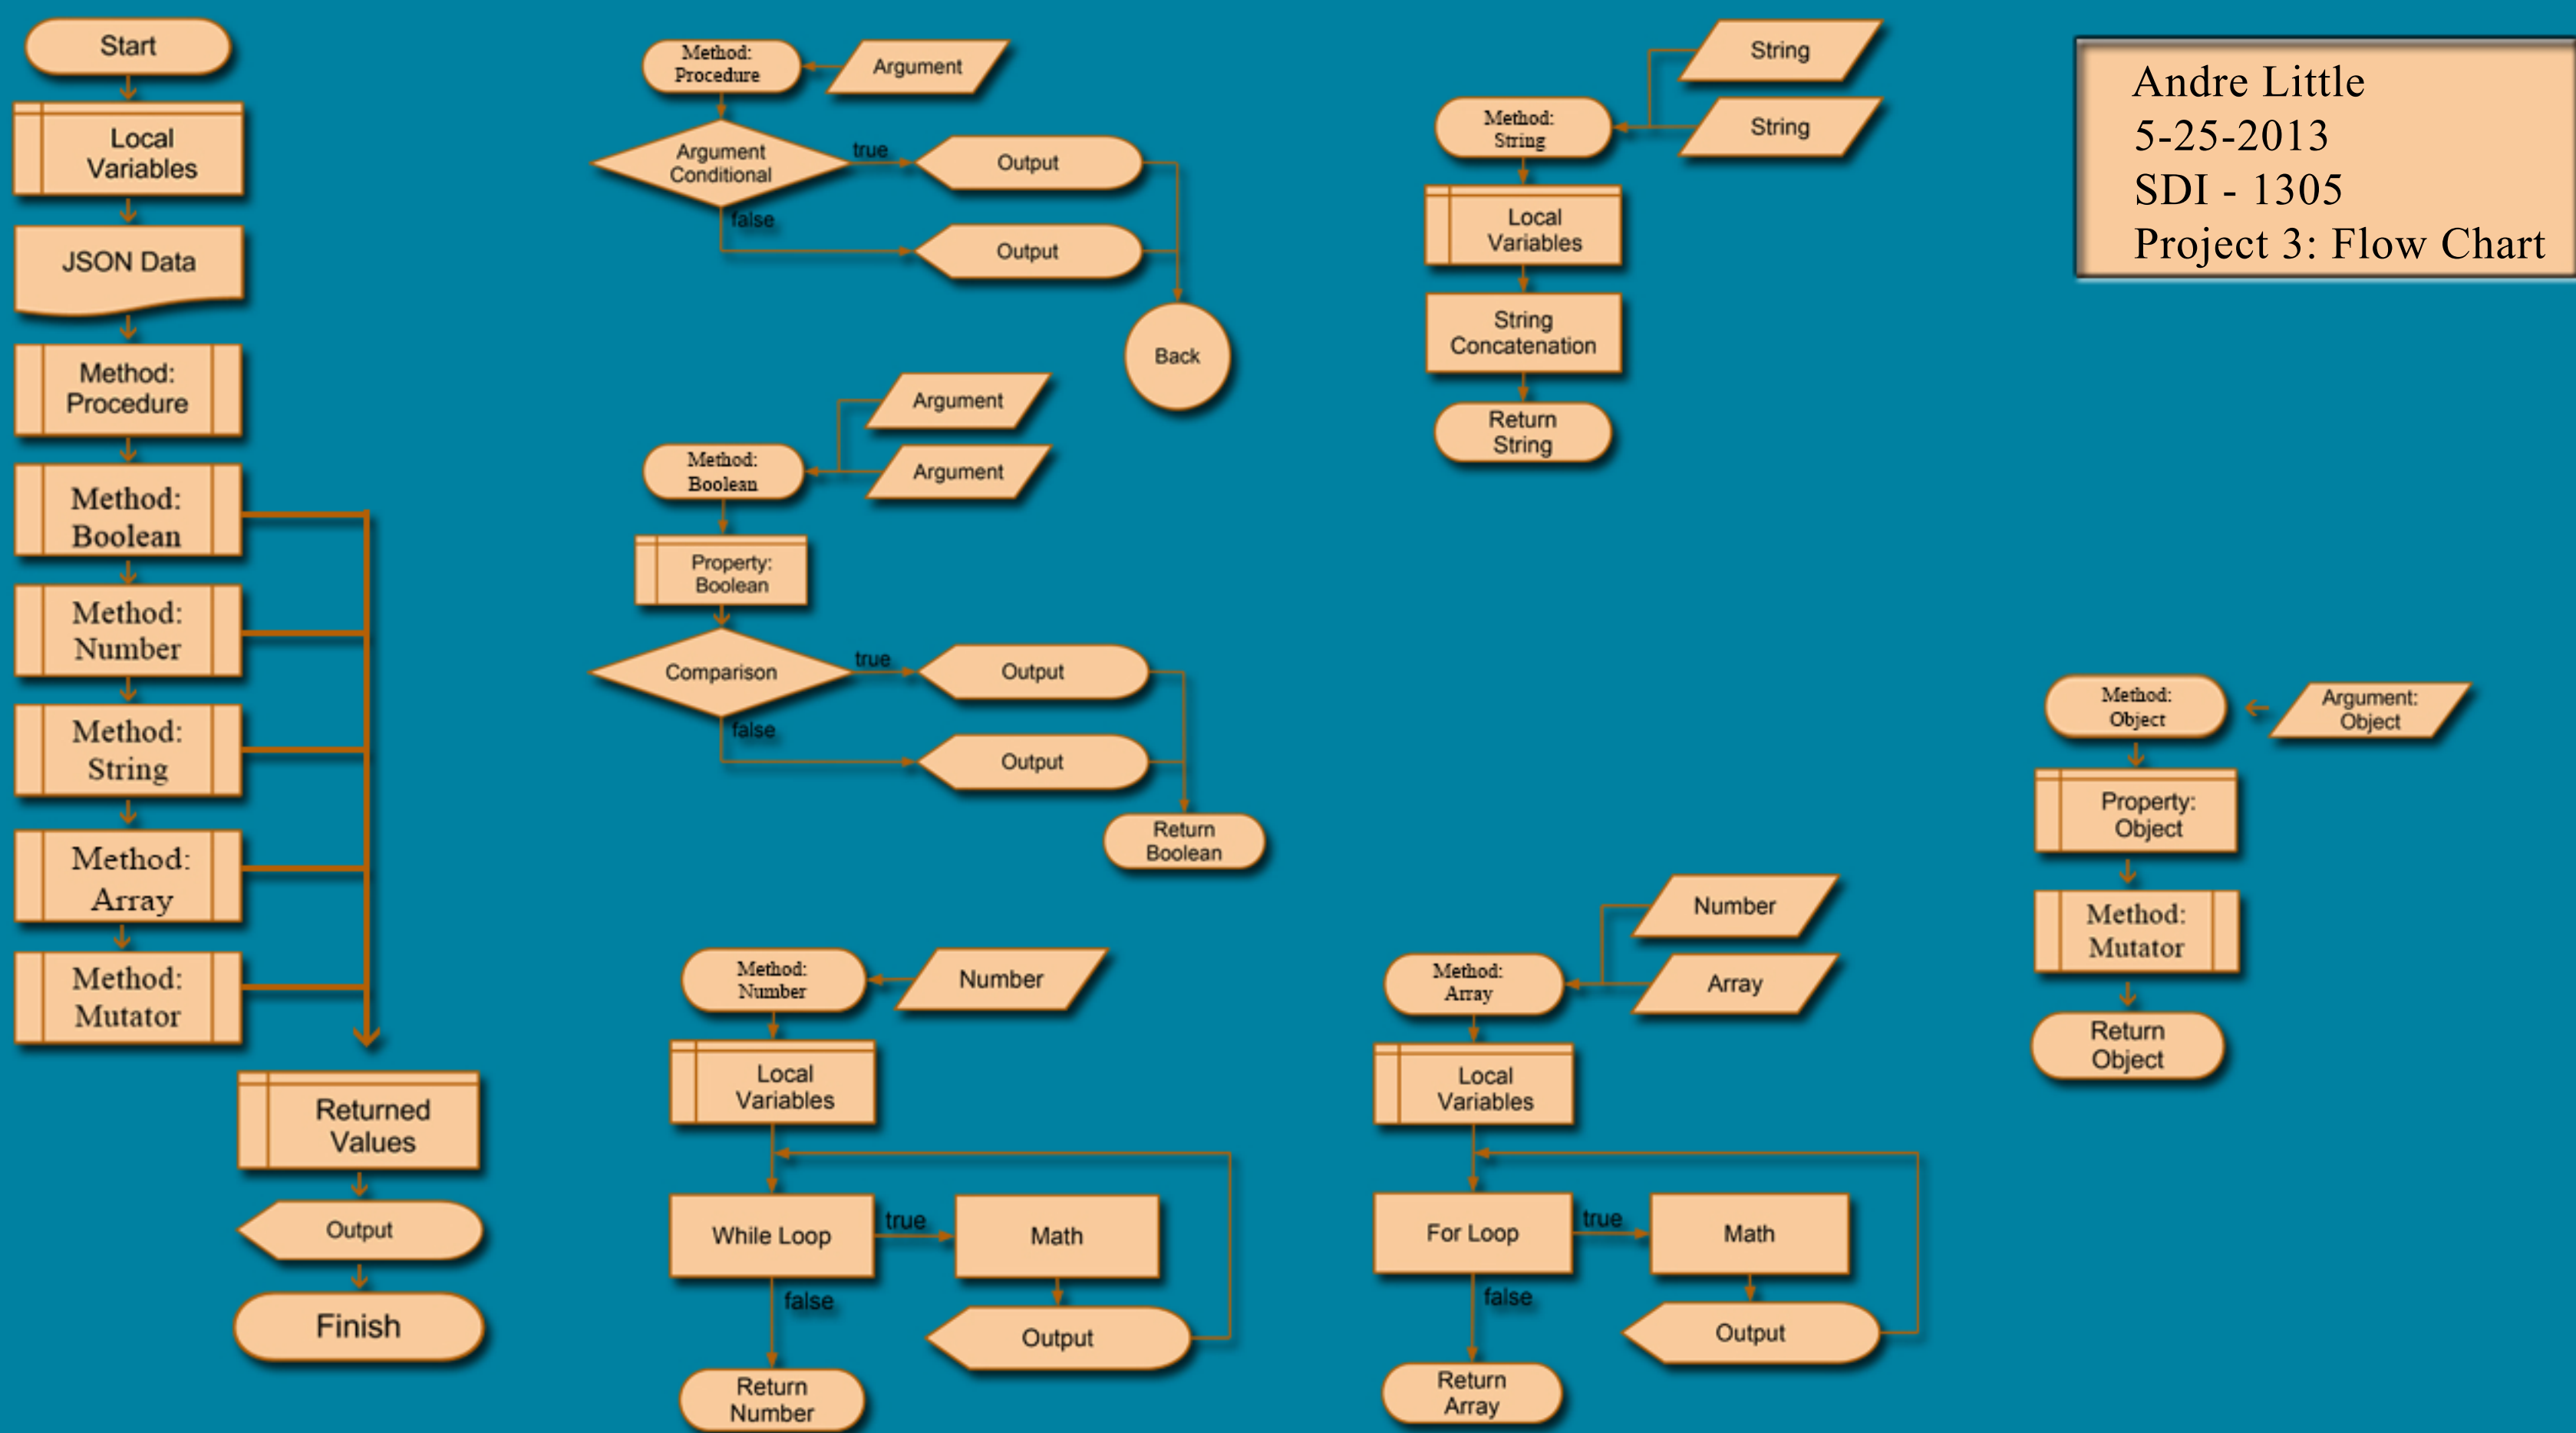 Start
Local
Variables
JSON Data
Method:
Procedure
Method:
Boolean
Method:
Number
Method:
String
Method:
Array
Method:
Mutator
Returned
Values
Output
Finish
Method:
Procedure
Argument
Argument
Conditional
true
Output
false
Output
Back
Argument
Method:
Boolean
Argument
Property:
Boolean
Comparison
true
Output
false
Output
Return
Boolean
Method:
Number
Number
Local
Variables
While Loop
true
Math
false
Output
Return
Number
String
Method:
String
String
Local
Variables
String
Concatenation
Return
String
Number
Method:
Array
Array
Local
Variables
For Loop
true
Math
false
Output
Return
Array
Andre Little
5-25-2013
SDI - 1305
Project 3: Flow Chart
Method:
Object
Argument:
Object
Property:
Object
Method:
Mutator
Return
Object